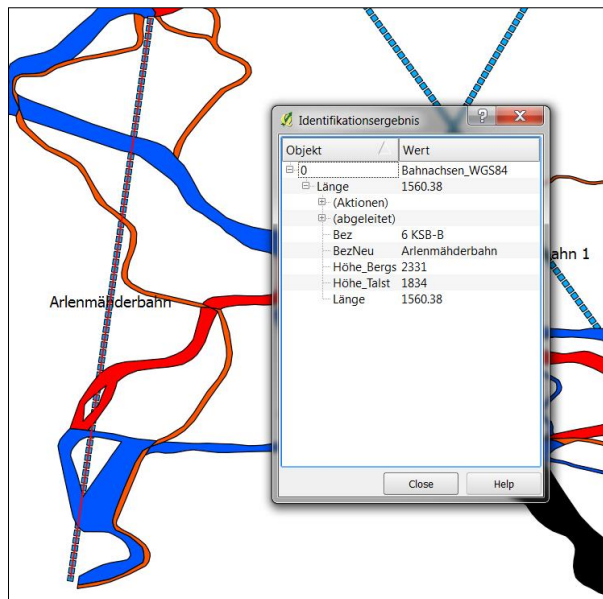 Identifikationsergebnis
Objekt Wert
0 Bahnachsen_WGS84
Länge 1560.38
(Aktionen)
(abgeleitet)
Bez 6 KSB-B
BezNeu Arlenmähderbahn
ahn 1
Höhe_Bergs 2331
Höhe_Talst 1834
Länge 1560.38
Arlenmähderbahn
Close Help